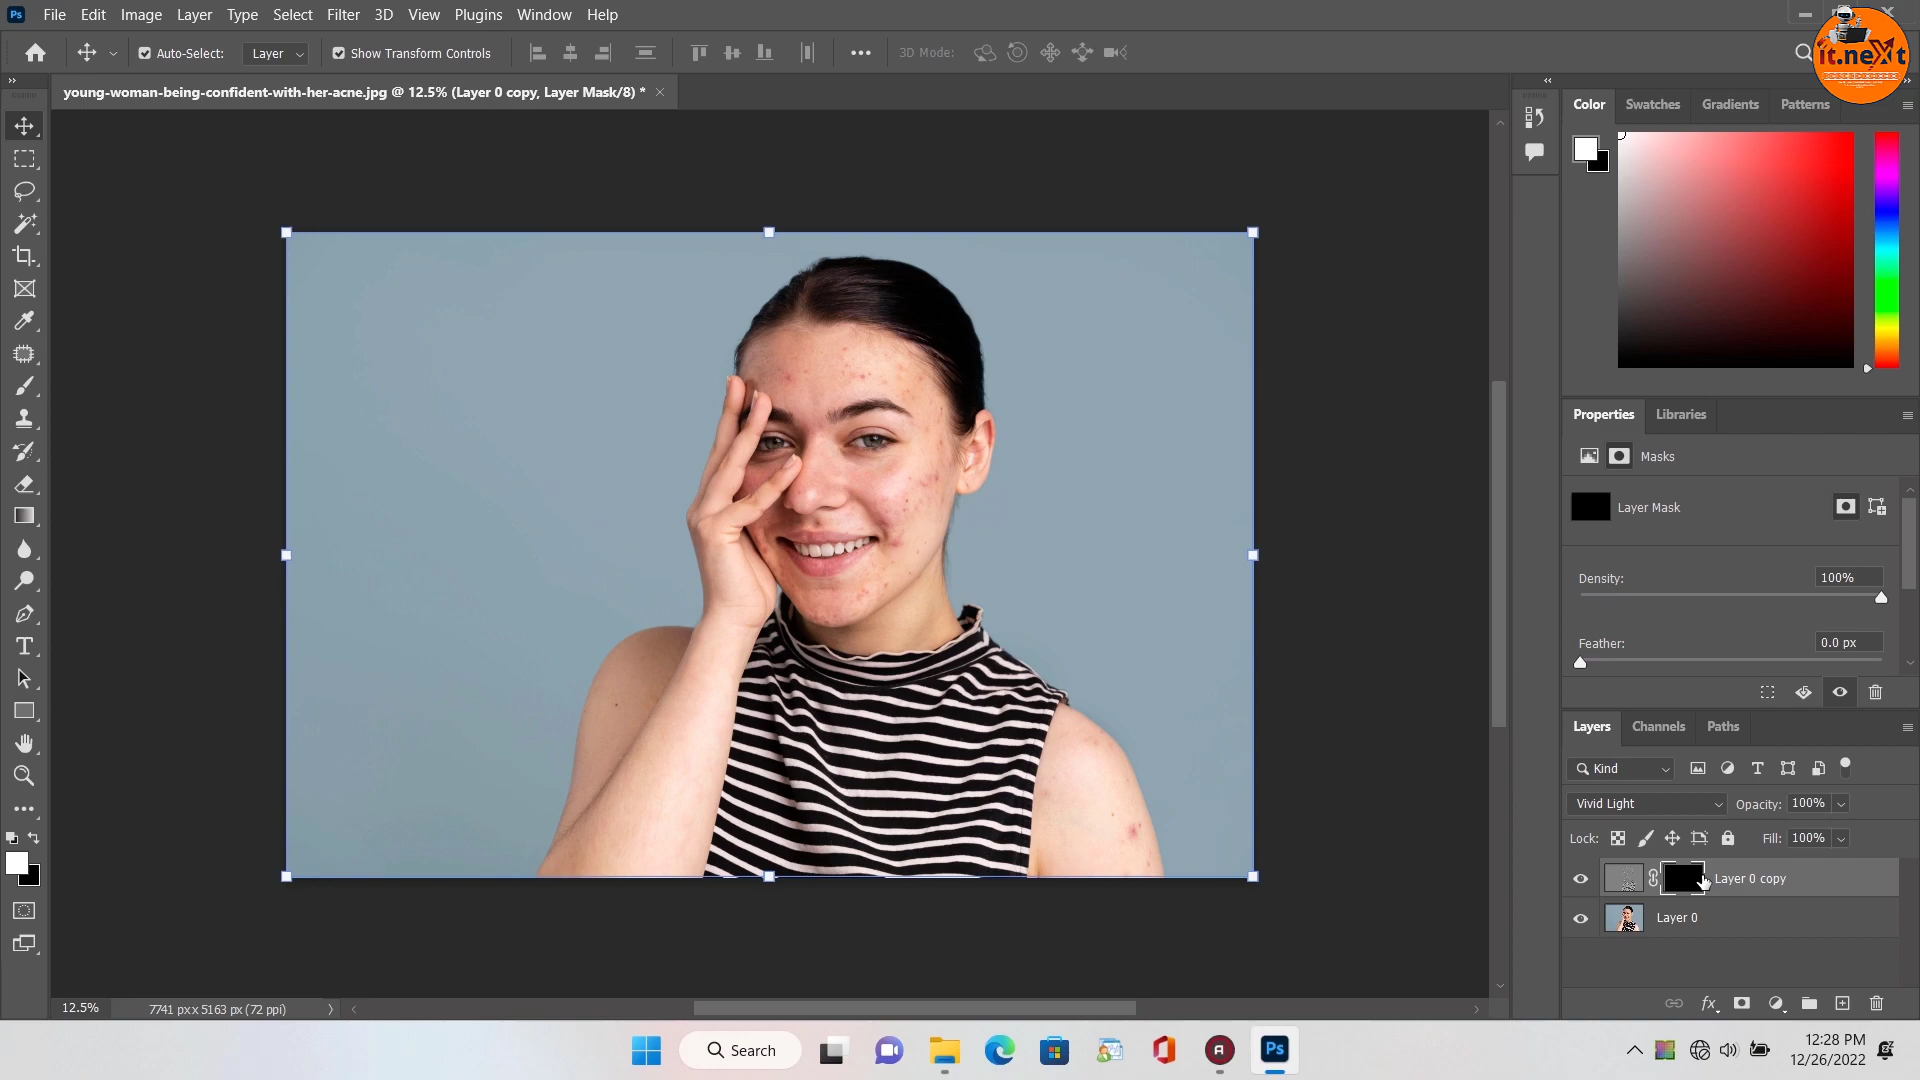 Ps File Edit Image Layer Type Select Filter 3D View Plugins Window Help
Auto-Select: Layer Show Transform Controls 3D Mode:
it.neXt
young-woman-being-confident-with-her-acne.jpg @ 12.5% (Layer 0 copy, Layer Mask/8) *
Color Swatches Gradients Patterns
Properties Libraries
Masks
Layer Mask
Density: 100%
Feather: 0.0 px
Layers Channels Paths
Kind
Vivid Light Opacity: 100%
Lock: Fill: 100%
Layer 0 copy
Layer 0
fx
12.5% 7741 px x 5163 px (72 ppi)
Search
Ps
12:28 PM
12/26/2022